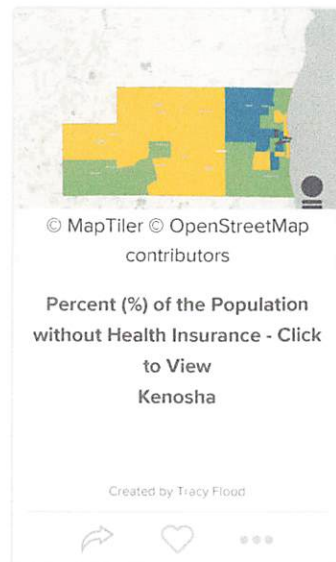 © MapTiler © OpenStreetMap
contributors
Percent (%) of the Population
without Health Insurance - Click
to View
Kenosha
Created by Tracy Flood